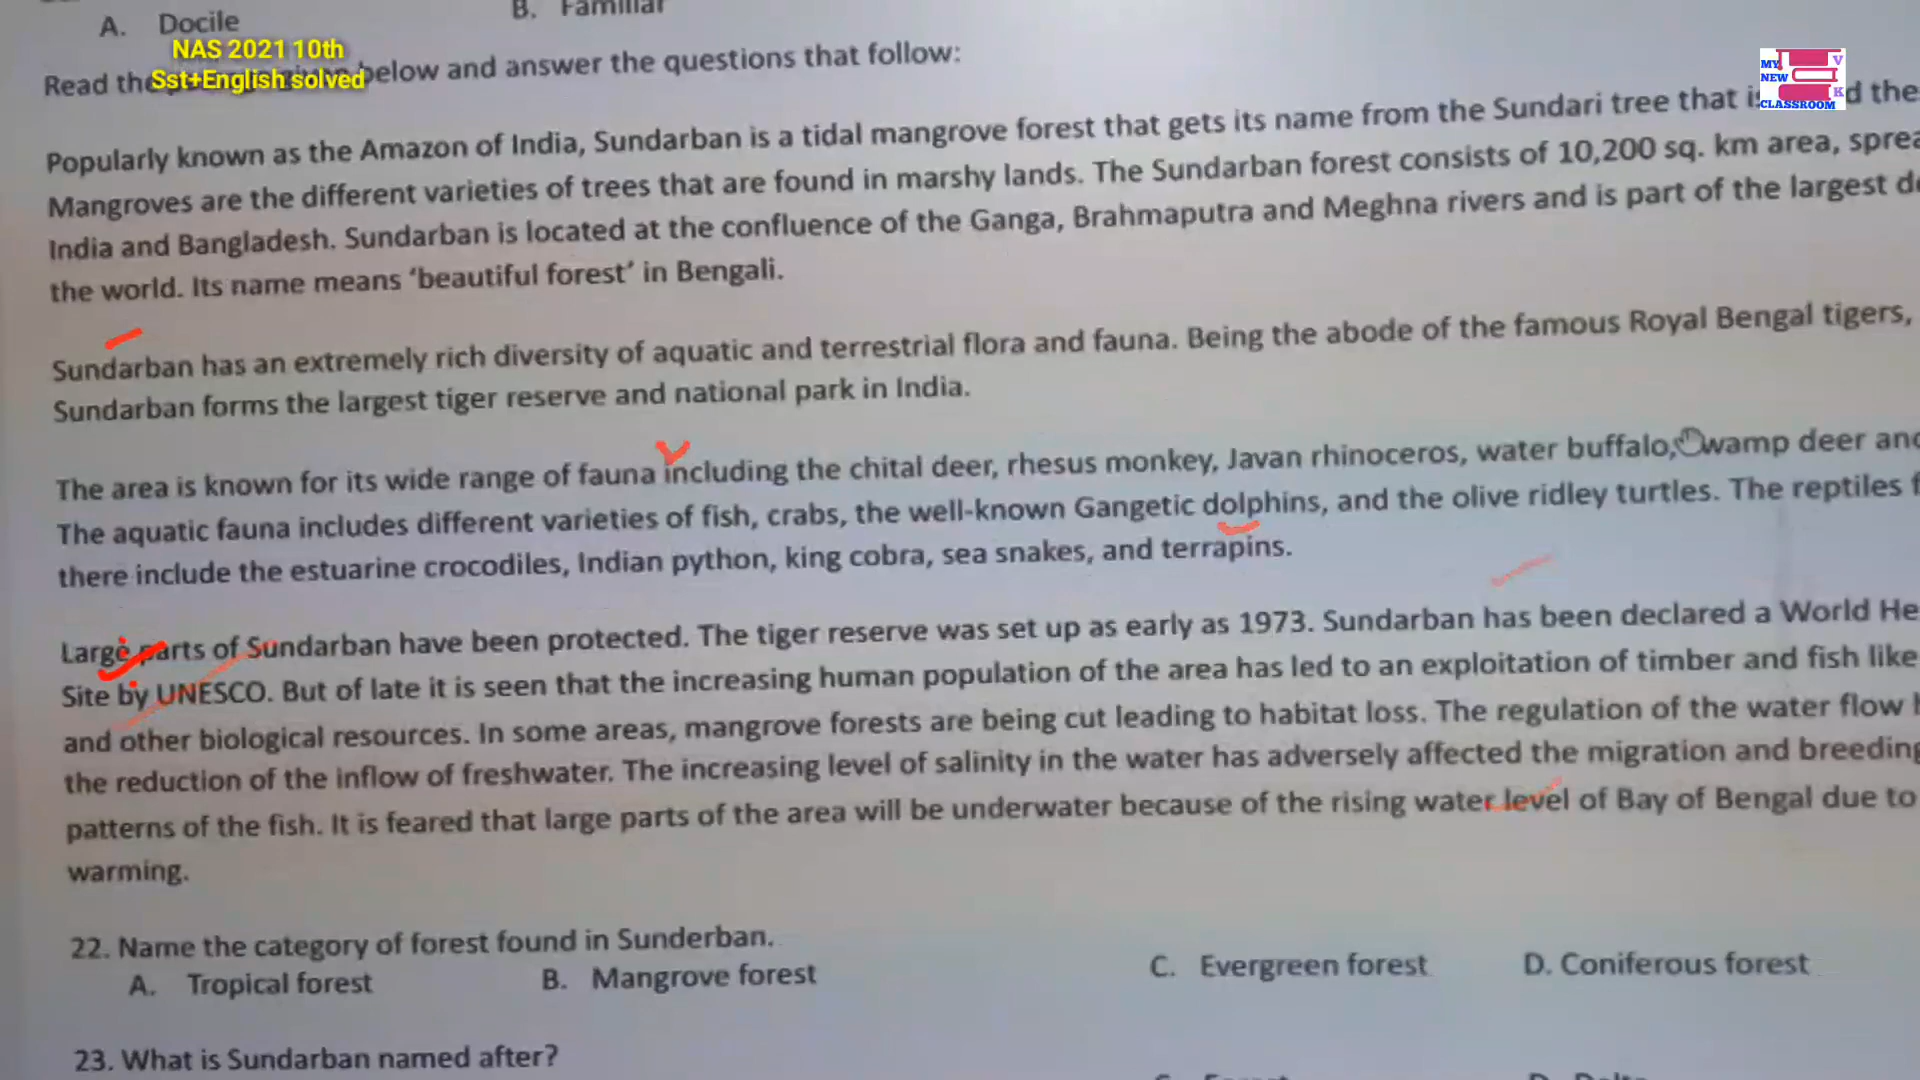 A. Docile
B. Familiar
NAS 2021 10th
Sst+English solved
Read the below and answer the questions that follow:
MY NEW CLASSROOM
V K
Popularly known as the Amazon of India, Sundarban is a tidal mangrove forest that gets its name from the Sundari tree that is the
Mangroves are the different varieties of trees that are found in marshy lands. The Sundarban forest consists of 10,200 sq. km area, sprea
India and Bangladesh. Sundarban is located at the confluence of the Ganga, Brahmaputra and Meghna rivers and is part of the largest de
the world. Its name means ‘beautiful forest’ in Bengali.
Sundarban has an extremely rich diversity of aquatic and terrestrial flora and fauna. Being the abode of the famous Royal Bengal tigers,
Sundarban forms the largest tiger reserve and national park in India.
The area is known for its wide range of fauna including the chital deer, rhesus monkey, Javan rhinoceros, water buffalo, swamp deer and
The aquatic fauna includes different varieties of fish, crabs, the well-known Gangetic dolphins, and the olive ridley turtles. The reptiles f
there include the estuarine crocodiles, Indian python, king cobra, sea snakes, and terrapins.
Large parts of Sundarban have been protected. The tiger reserve was set up as early as 1973. Sundarban has been declared a World He
Site by UNESCO. But of late it is seen that the increasing human population of the area has led to an exploitation of timber and fish like
and other biological resources. In some areas, mangrove forests are being cut leading to habitat loss. The regulation of the water flow h
the reduction of the inflow of freshwater. The increasing level of salinity in the water has adversely affected the migration and breeding
patterns of the fish. It is feared that large parts of the area will be underwater because of the rising water level of Bay of Bengal due to
warming.
22. Name the category of forest found in Sunderban.
A. Tropical forest B. Mangrove forest C. Evergreen forest D. Coniferous forest
23. What is Sundarban named after?